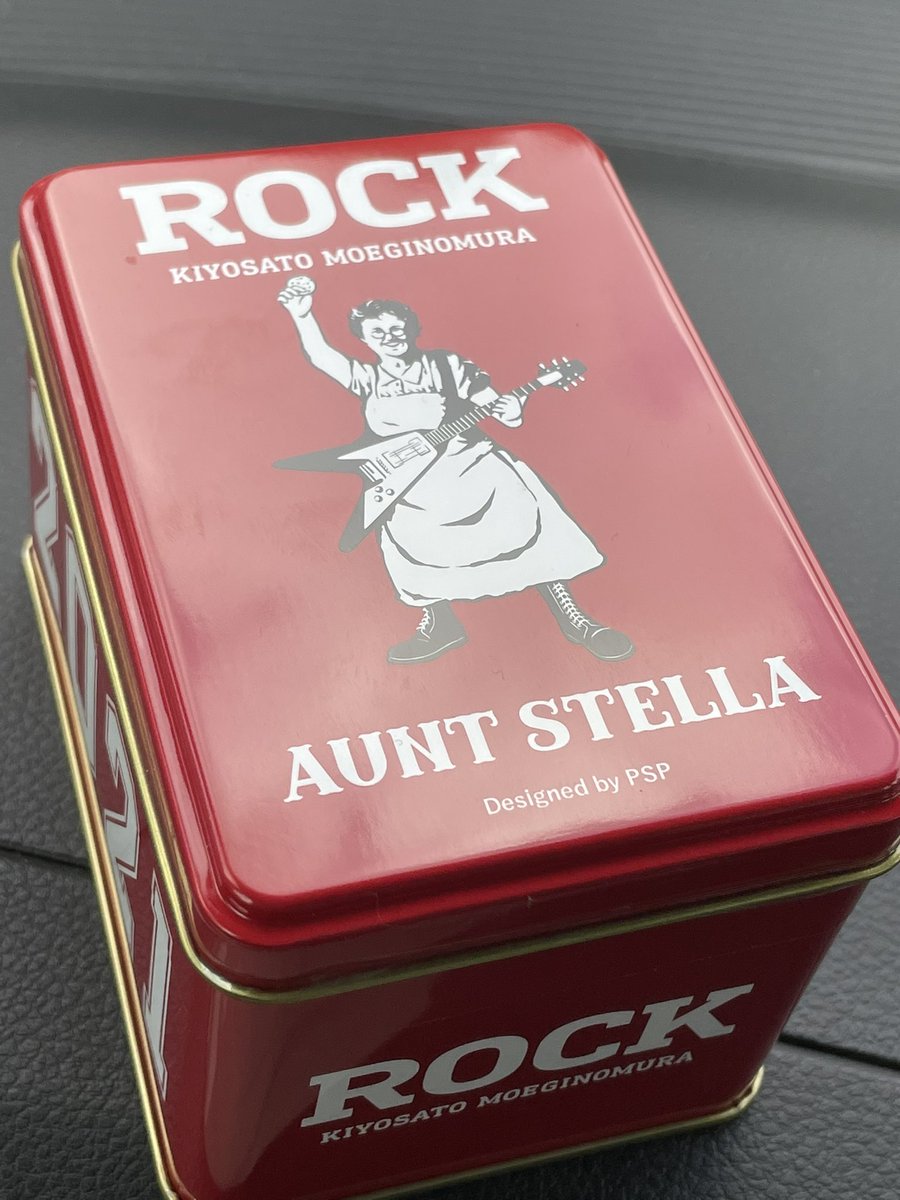 ROCK
KIYOSATO MOEGINOMURA
AUNT STELLA
Designed by PSP
ROCK
KIYOSATO MOEGINOMURA